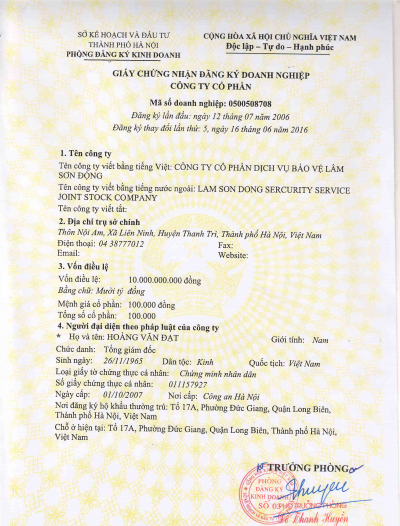 SỞ KẾ HOẠCH VÀ ĐẦU TƯ
THÀNH PHỐ HÀ NỘI
PHÒNG ĐĂNG KÝ KINH DOANH
CỘNG HÒA XÃ HỘI CHỦ NGHĨA VIỆT NAM
Độc lập – Tự do – Hạnh phúc
GIẤY CHỨNG NHẬN ĐĂNG KÝ DOANH NGHIỆP
CÔNG TY CỔ PHẦN
Mã số doanh nghiệp: 0500508708
Đăng ký lần đầu: ngày 12 tháng 07 năm 2006
Đăng ký thay đổi lần thứ: 5, ngày 16 tháng 06 năm 2016
1. Tên công ty
Tên công ty viết bằng tiếng Việt: CÔNG TY CỔ PHẦN DỊCH VỤ BẢO VỆ LAM
SƠN ĐỘNG
Tên công ty viết bằng tiếng nước ngoài: LAM SON DONG SERCURITY SERVICE
JOINT STOCK COMPANY
Tên công ty viết tắt:
2. Địa chỉ trụ sở chính
Thôn Nội Am, Xã Liên Ninh, Huyện Thanh Trì, Thành phố Hà Nội, Việt Nam
Điện thoại: 04 38777012 Fax:
Email: Website:
3. Vốn điều lệ
Vốn điều lệ: 10.000.000.000 đồng
Bằng chữ: Mười tỷ đồng
Mệnh giá cổ phần: 100.000 đồng
Tổng số cổ phần: 100.000
4. Người đại diện theo pháp luật của công ty
* Họ và tên: HOÀNG VĂN ĐẠT Giới tính: Nam
Chức danh: Tổng giám đốc
Sinh ngày: 26/11/1965 Dân tộc: Kinh Quốc tịch: Việt Nam
Loại giấy tờ chứng thực cá nhân: Chứng minh nhân dân
Số giấy chứng thực cá nhân: 011157927
Ngày cấp: 01/10/2007 Nơi cấp: Công an Hà Nội
Nơi đăng ký hộ khẩu thường trú: Tổ 17A, Phường Đức Giang, Quận Long Biên,
Thành phố Hà Nội, Việt Nam
Chỗ ở hiện tại: Tổ 17A, Phường Đức Giang, Quận Long Biên, Thành phố Hà Nội,
Việt Nam
TRƯỞNG PHÒNG
PHÒNG
ĐĂNG KÝ
KINH DOANH
SỐ 03
PHÓ TRƯỞNG PHÒNG
Thanh Huyền